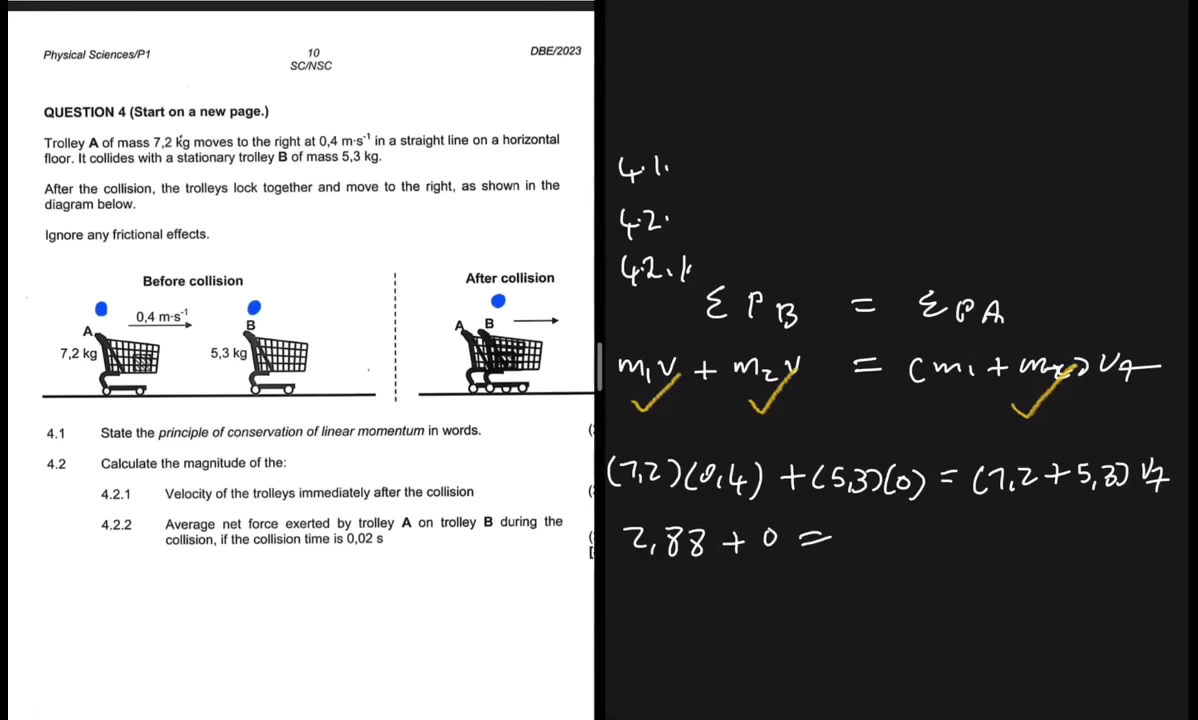 Physical Sciences/P1
10
SC/NSC
DBE/2023
QUESTION 4 (Start on a new page.)
Trolley A of mass 7,2 kg moves to the right at 0,4 m·s⁻¹ in a straight line on a horizontal
floor. It collides with a stationary trolley B of mass 5,3 kg.
After the collision, the trolleys lock together and move to the right, as shown in the
diagram below.
Ignore any frictional effects.
Before collision
After collision
A
0,4 m·s⁻¹
B
A B
7,2 kg
5,3 kg
4.1 State the principle of conservation of linear momentum in words.
4.2 Calculate the magnitude of the:
4.2.1 Velocity of the trolleys immediately after the collision
4.2.2 Average net force exerted by trolley A on trolley B during the
collision, if the collision time is 0,02 s
4.1.
4.2.
4.2.1.
ΣPB = ΣPA
m₁v + m₂v = (m₁ + m₂)vf
(7,2)(0,4) + (5,3)(0) = (7,2 + 5,3) vf
2,88 + 0 =